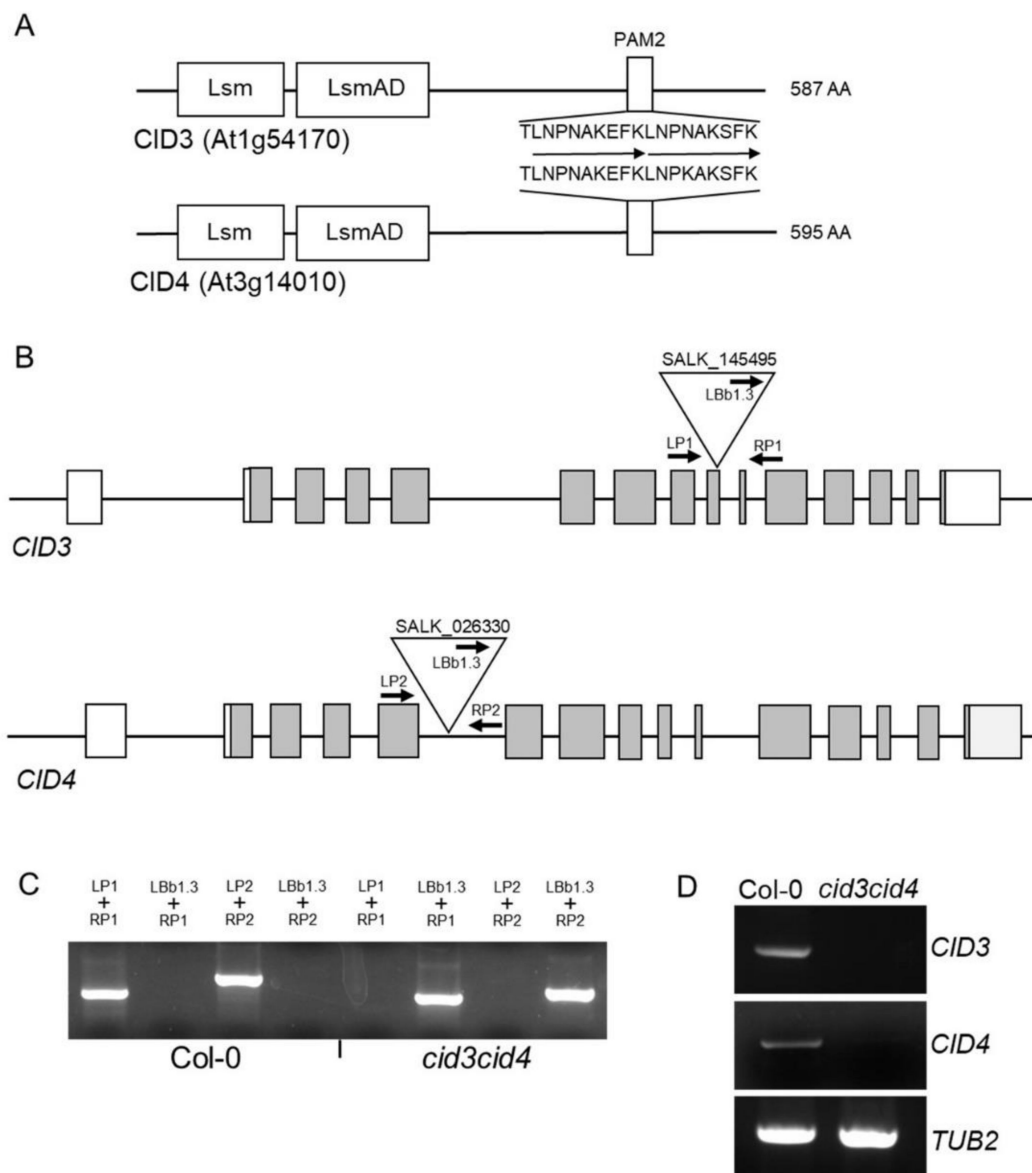 A
PAM2
Lsm
LsmAD
587 AA
CID3 (At1g54170)
TLNPNAKEFKLNPNAKSFK
TLNPNAKEFKLNPKAKSFK
Lsm
LsmAD
595 AA
CID4 (At3g14010)
B
SALK_145495
LBb1.3
LP1
RP1
CID3
SALK_026330
LBb1.3
LP2
RP2
CID4
C
LP1 LBb1.3 LP2 LBb1.3 LP1 LBb1.3 LP2 LBb1.3
+ + + + + + + +
RP1 RP1 RP2 RP2 RP1 RP1 RP2 RP2
Col-0
cid3cid4
D
Col-0 cid3cid4
CID3
CID4
TUB2